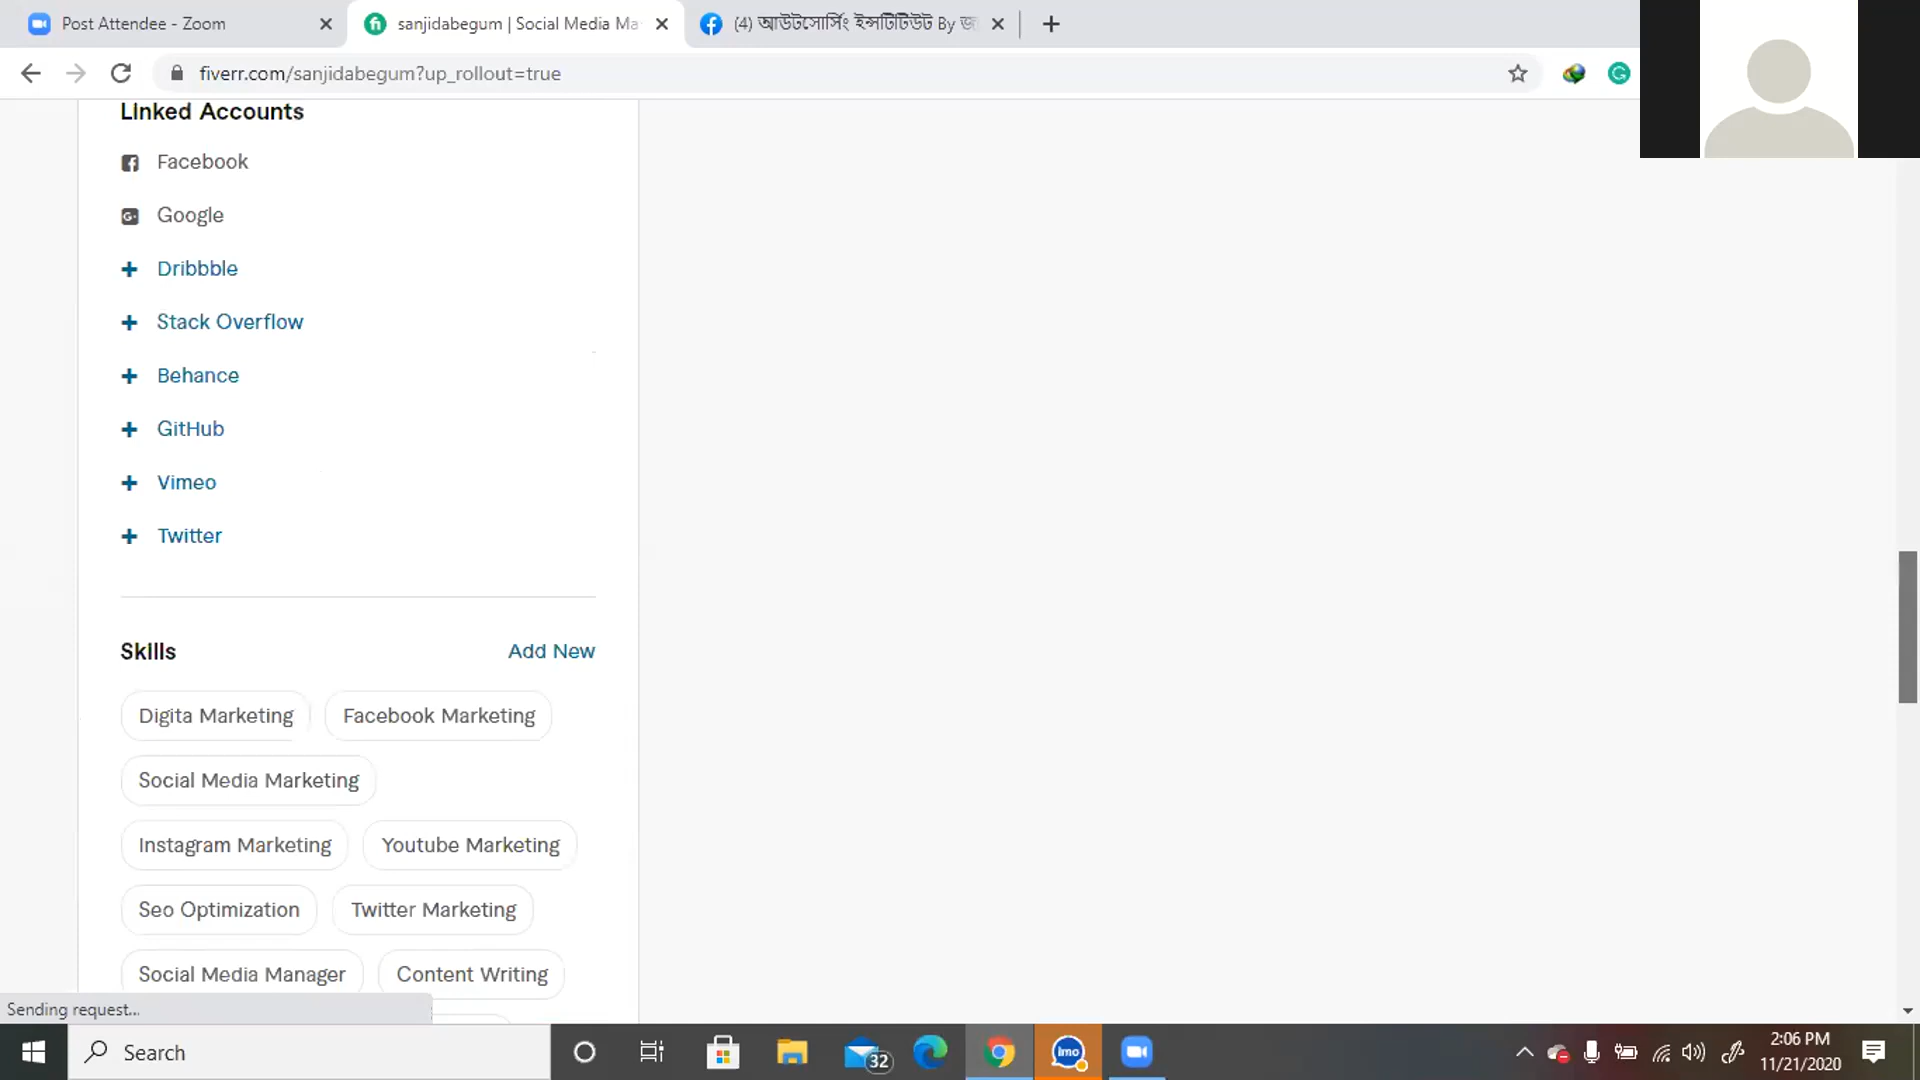 Post Attendee - Zoom
sanjidabegum | Social Media Ma
(4) আউটসোর্সিং ইন্সটিটিউট By জ
fiverr.com/sanjidabegum?up_rollout=true
Linked Accounts
Facebook
Google
Dribbble
Stack Overflow
Behance
GitHub
Vimeo
Twitter
Skills Add New
Digita Marketing Facebook Marketing
Social Media Marketing
Instagram Marketing Youtube Marketing
Seo Optimization Twitter Marketing
Social Media Manager Content Writing
Sending request...
Search
32
imo
2:06 PM
11/21/2020